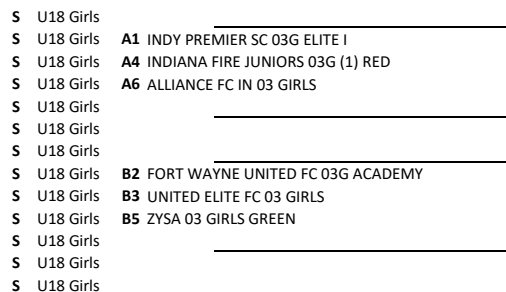 S U18 Girls
S U18 Girls A1 INDY PREMIER SC 03G ELITE I
S U18 Girls A4 INDIANA FIRE JUNIORS 03G (1) RED
S U18 Girls A6 ALLIANCE FC IN 03 GIRLS
S U18 Girls
S U18 Girls
S U18 Girls
S U18 Girls B2 FORT WAYNE UNITED FC 03G ACADEMY
S U18 Girls B3 UNITED ELITE FC 03 GIRLS
S U18 Girls B5 ZYSA 03 GIRLS GREEN
S U18 Girls
S U18 Girls
S U18 Girls